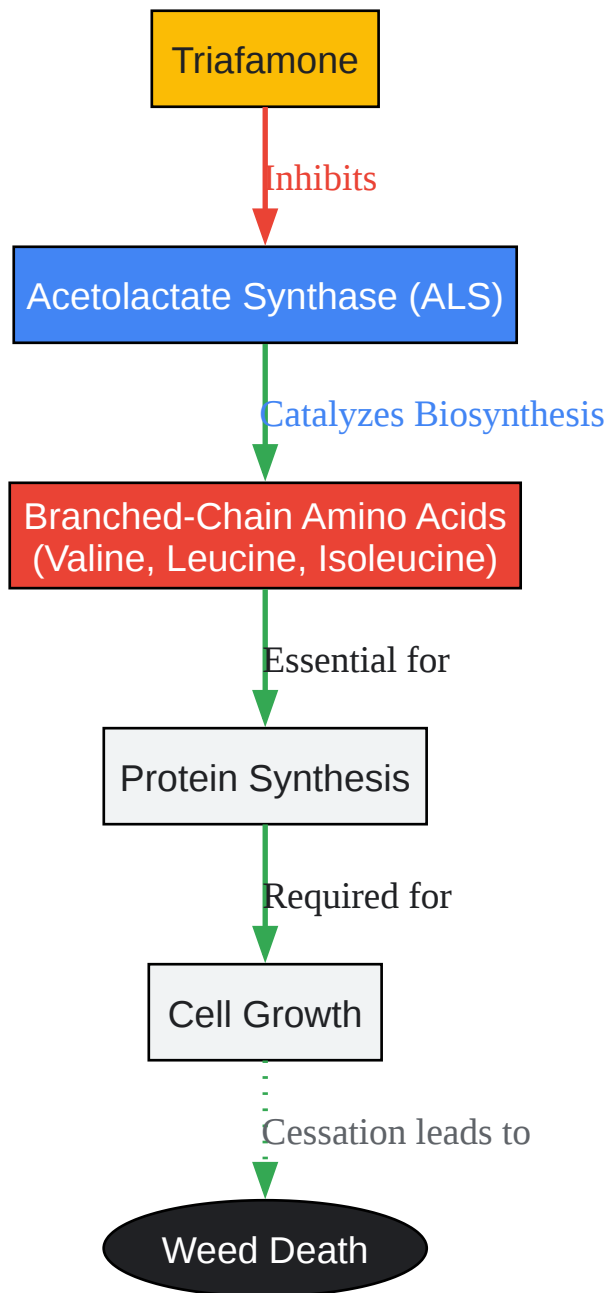 Triafamone
Inhibits
Acetolactate Synthase (ALS)
Catalyzes Biosynthesis
Branched-Chain Amino Acids
(Valine, Leucine, Isoleucine)
Essential for
Protein Synthesis
Required for
Cell Growth
Cessation leads to
Weed Death